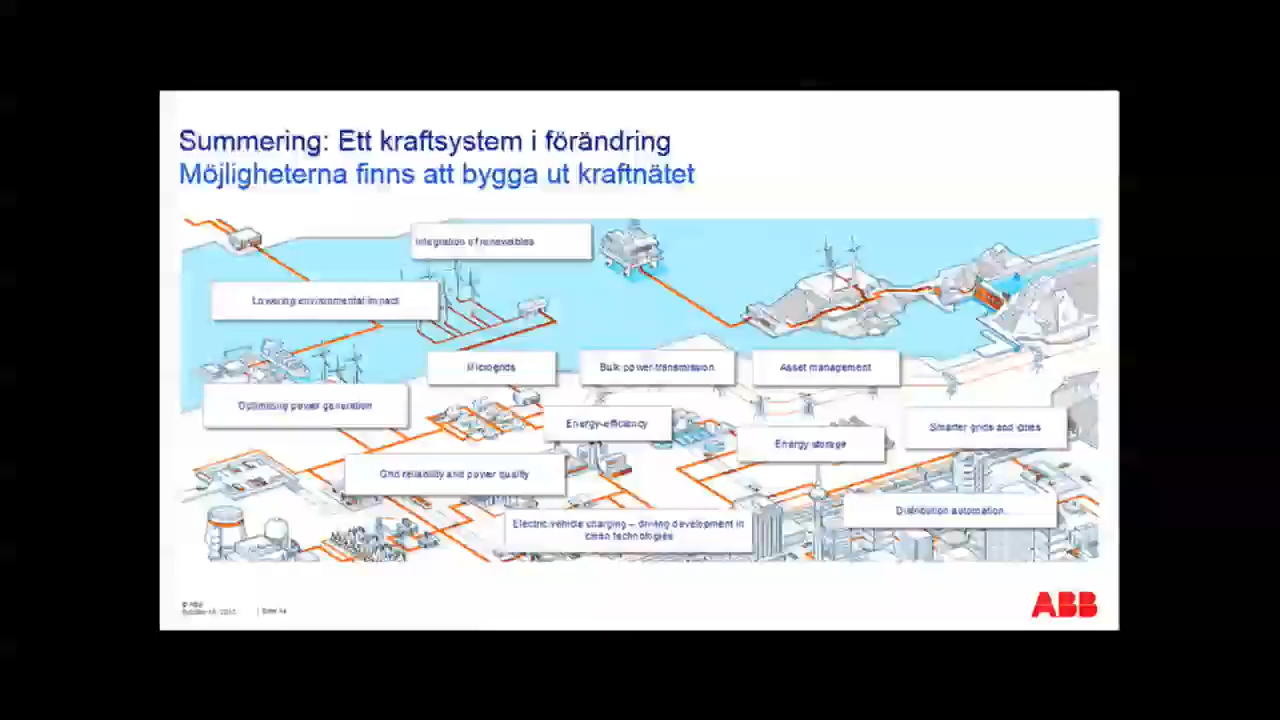 Summering: Ett kraftsystem i förändring
Möjligheterna finns att bygga ut kraftnätet
Integration of renewables
Lowering environmental impact
Microgrids
Bulk power transmission
Asset management
Optimising power generation
Energy-efficiency
Smarter grids and cities
Energy storage
Grid reliability and power quality
Distribution automation
Electric vehicle charging – driving development in
clean technologies
© ABB
ABB